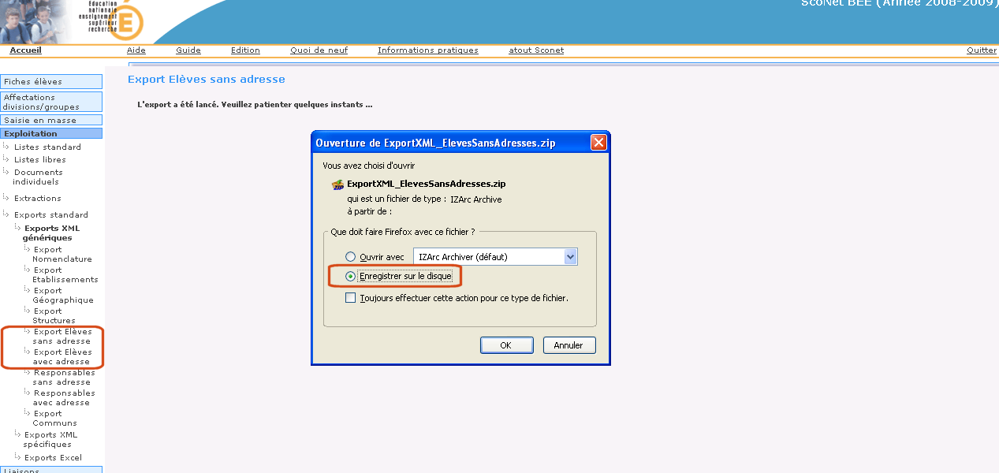 Éducation
nationale
enseignement
supérieur
recherche
ScoNet BEE (Année 2008-2009)
Accueil
Aide
Guide
Edition
Quoi de neuf
Informations pratiques
atout Sconet
Quitter
Fiches élèves
Affectations
divisions/groupes
Saisie en masse
Exploitation
Listes standard
Listes libres
Documents
individuels
Extractions
Exports standard
Exports XML
génériques
Export
Nomenclature
Export
Etablissements
Export
Géographique
Export
Structures
Export Elèves
sans adresse
Export Elèves
avec adresse
Responsables
sans adresse
Responsables
avec adresse
Export
Communs
Exports XML
spécifiques
Exports Excel
Liaisons
Export Elèves sans adresse
L'export a été lancé. Veuillez patienter quelques instants ...
Ouverture de ExportXML_ElevesSansAdresses.zip
Vous avez choisi d'ouvrir
ZIP
ExportXML_ElevesSansAdresses.zip
qui est un fichier de type : IZArc Archive
à partir de :
Que doit faire Firefox avec ce fichier ?
Ouvrir avec
IZArc Archiver (défaut)
Enregistrer sur le disque
Toujours effectuer cette action pour ce type de fichier.
OK
Annuler